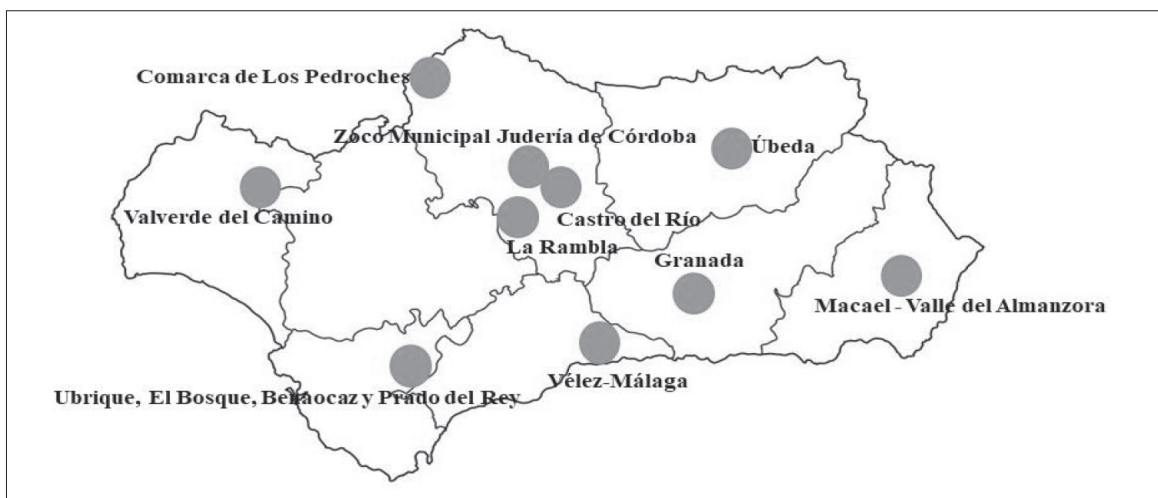 Comarca de Los Pedroches
Zoco Municipal Judería de Córdoba
Úbeda
Valverde del Camino
Castro del Río
La Rambla
Granada
Macael - Valle del Almanzora
Vélez-Málaga
Ubrique, El Bosque, Benaocaz y Prado del Rey